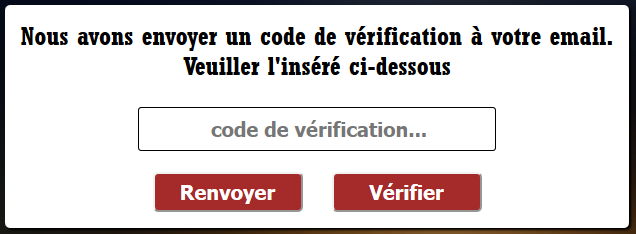 Nous avons envoyer un code de vérification à votre email.
Veuiller l'inséré ci-dessous
code de vérification...
Renvoyer
Vérifier